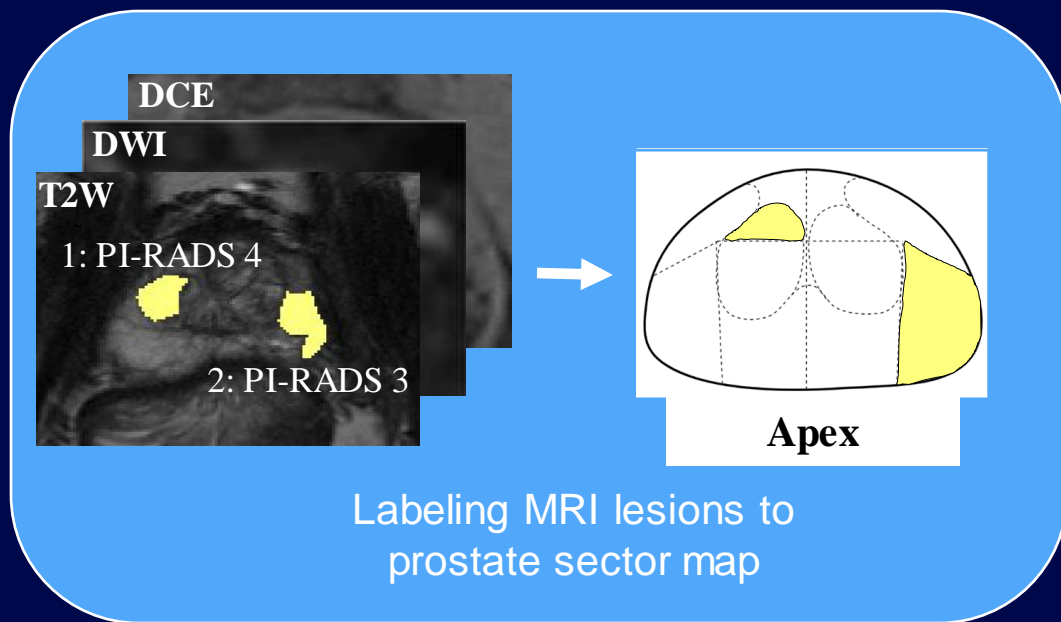 DCE
DWI
T2W
1: PI-RADS 4
2: PI-RADS 3
Apex
Labeling MRI lesions to
prostate sector map